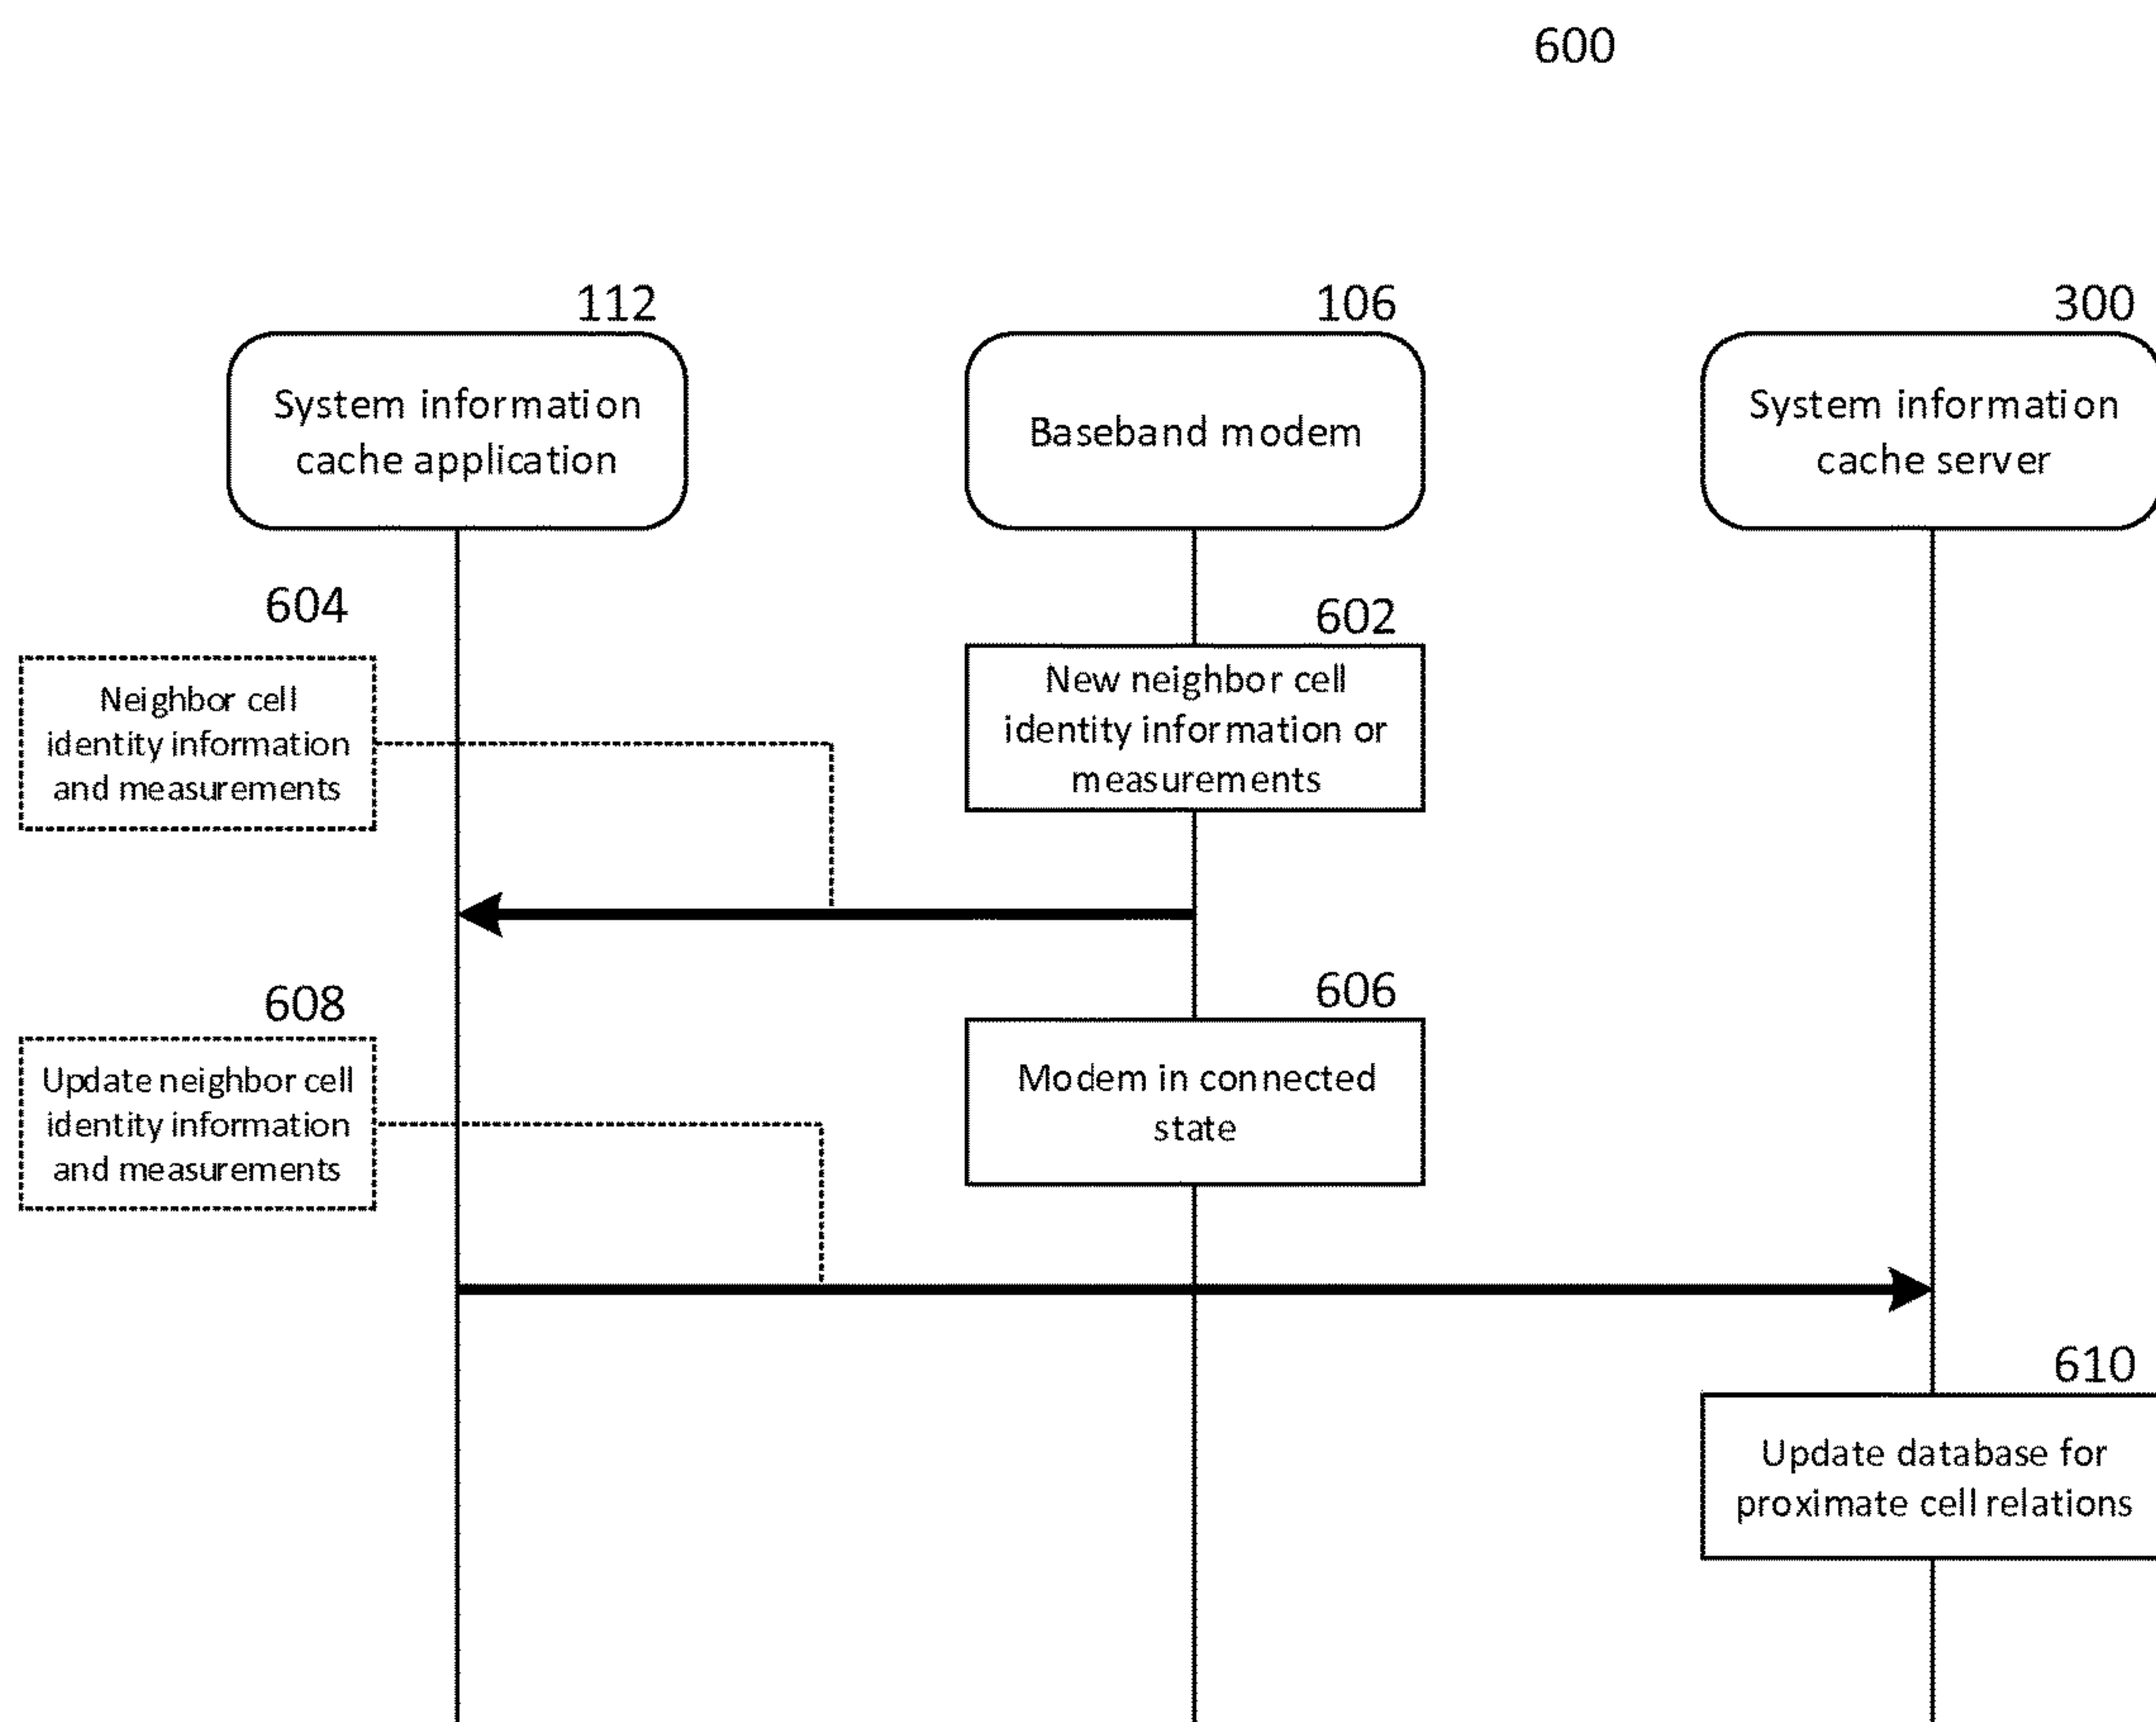 600
112
System information
cache application
106
Baseband modem
300
System information
cache server
604
Neighbor cell
identity information
and measurements
602
New neighbor cell
identity information or
measurements
608
Update neighbor cell
identity information
and measurements
606
Modem in connected
state
610
Update database for
proximate cell relations